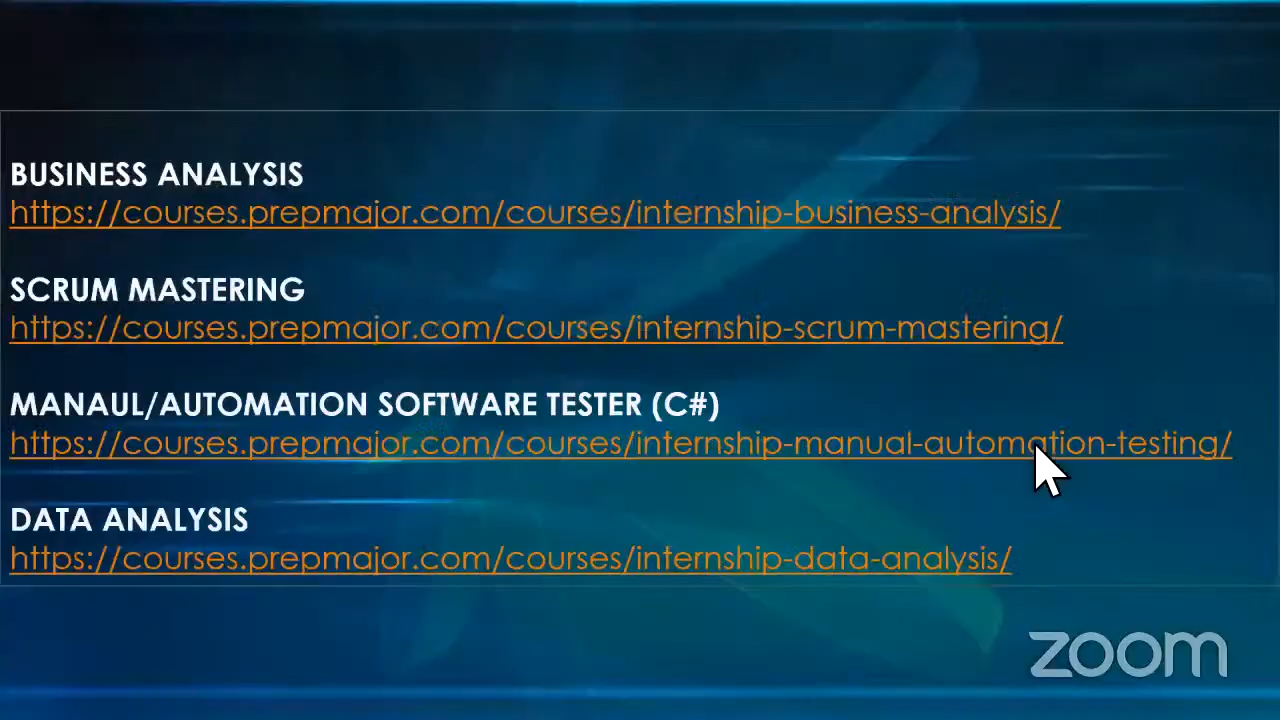 BUSINESS ANALYSIS
https://courses.prepmajor.com/courses/internship-business-analysis/
SCRUM MASTERING
https://courses.prepmajor.com/courses/internship-scrum-mastering/
MANAUL/AUTOMATION SOFTWARE TESTER (C#)
https://courses.prepmajor.com/courses/internship-manual-automation-testing/
DATA ANALYSIS
https://courses.prepmajor.com/courses/internship-data-analysis/
zoom